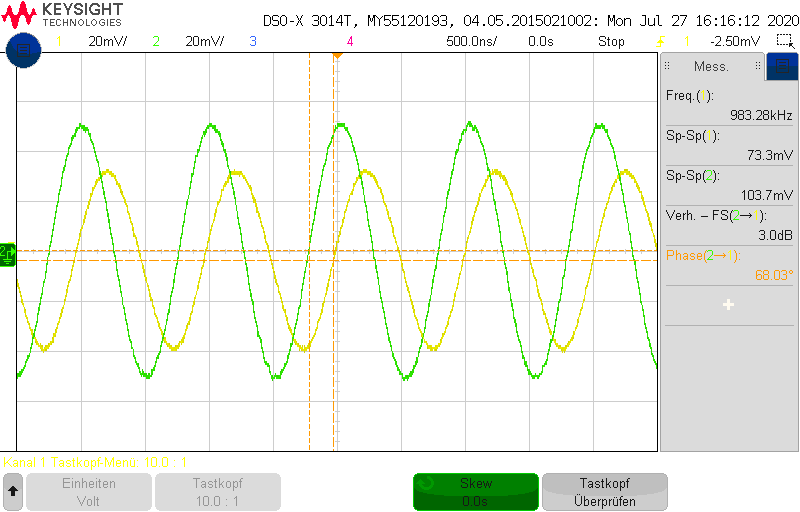 KEYSIGHT
TECHNOLOGIES
DSO-X 3014T, MY55120193, 04.05.2015021002: Mon Jul 27 16:16:12 2020
1 20mV/ 2 20mV/ 3 4 500.0ns/ 0.0s Stop 1 -2.50mV
Mess.
Freq.( ):
983.28kHz
Sp-Sp( ):
73.3mV
Sp-Sp(2):
103.7mV
Verh. – FS(2→1):
3.0dB
Phase(2→1):
68.03°
2
Kanal 1 Tastkopf-Menü 10.0 : 1
Einheiten
Volt
Tastkopf
10.0 : 1
Skew
0.0s
Tastkopf
Überprüfen